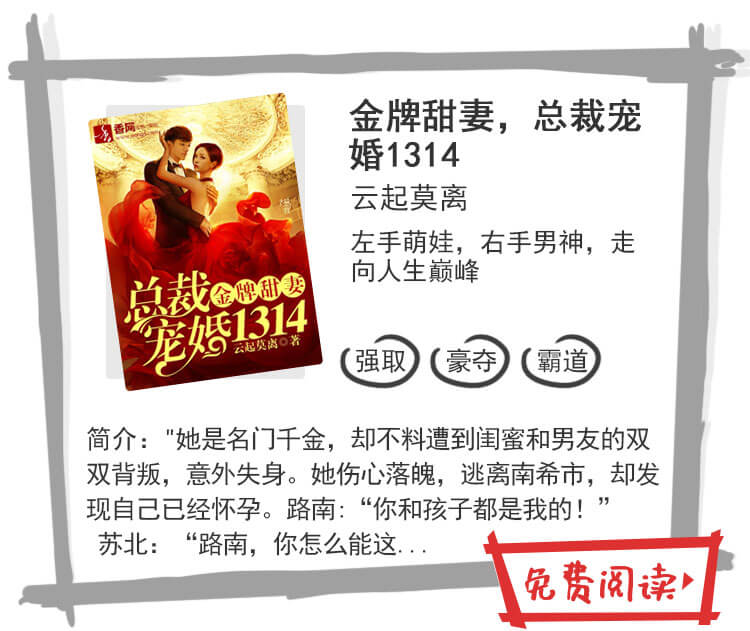 金牌甜妻，总裁宠
婚1314
云起莫离
左手萌娃，右手男神，走
向人生巅峰
香网
总裁金牌甜妻
宠婚1314
云起莫离◎著
强取 豪夺 霸道
简介："她是名门千金，却不料遭到闺蜜和男友的双
双背叛，意外失身。她伤心落魄，逃离南希市，却发
现自己已经怀孕。路南:“你和孩子都是我的！”
苏北：“路南，你怎么能这...
免费阅读